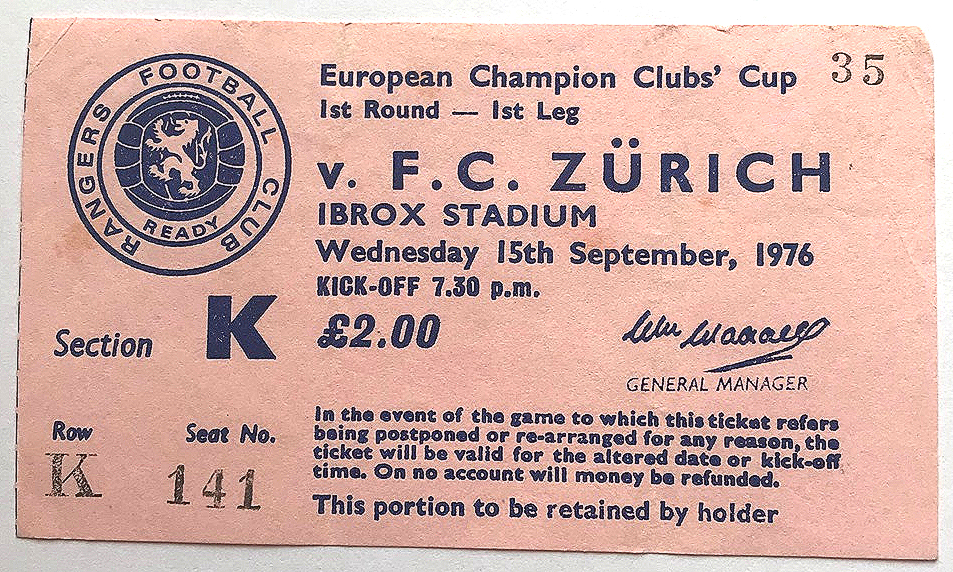 RANGERS FOOTBALL CLUB
READY
35
European Champion Clubs' Cup
1st Round — 1st Leg
v. F.C. ZÜRICH
IBROX STADIUM
Wednesday 15th September, 1976
KICK-OFF 7.30 p.m.
£2.00
Section K
Wm Waddell
GENERAL MANAGER
Row
Seat No.
K
141
In the event of the game to which this ticket refers
being postponed or re-arranged for any reason, the
ticket will be valid for the altered date or kick-off
time. On no account will money be refunded.
This portion to be retained by holder